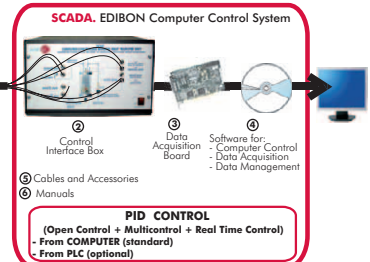 SCADA. EDIBON Computer Control System
② ③ ④
Control
Interface Box
Data
Acquisition
Board
Software for:
- Computer Control
- Data Acquisition
- Data Management
⑤ Cables and Accessories
⑥ Manuals
PID CONTROL
(Open Control + Multicontrol + Real Time Control)
- From COMPUTER (standard)
- From PLC (optional)